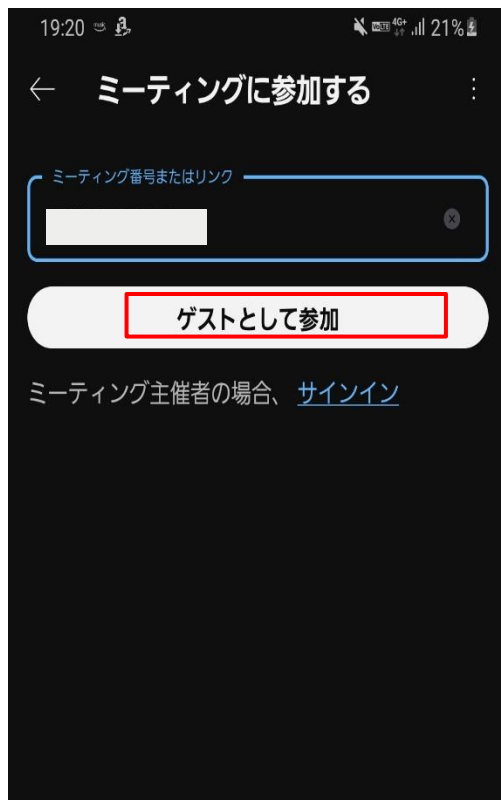 19:20 21%
ミーティングに参加する
ミーティング番号またはリンク
ゲストとして参加
ミーティング主催者の場合、 サインイン